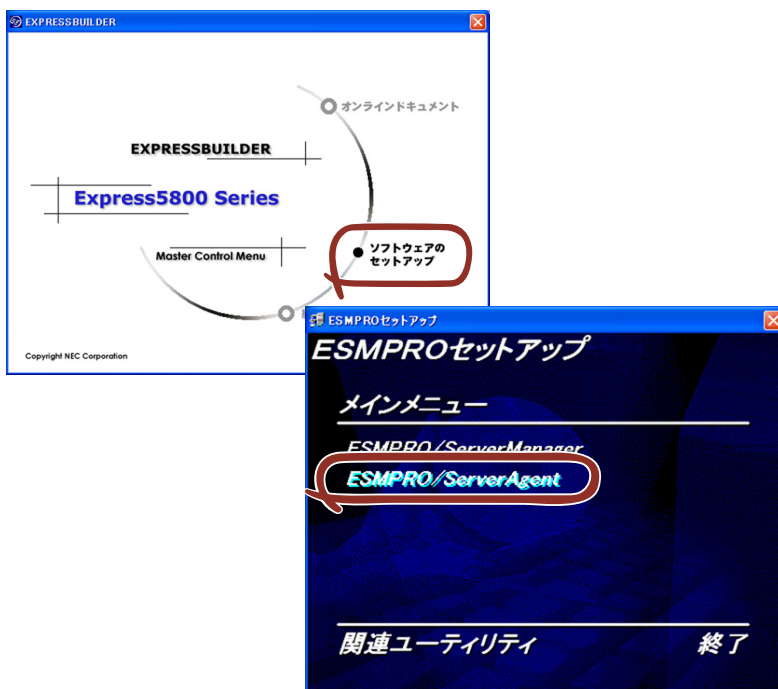 EXPRESSBUILDER
オンラインドキュメント
EXPRESSBUILDER
Express5800 Series
ソフトウェアの
セットアップ
Master Control Menu
Copyright NEC Corporation
ESMPROセットアップ
ESMPROセットアップ
メインメニュー
ESMPRO/ServerManager
ESMPRO/ServerAgent
関連ユーティリティ
終了